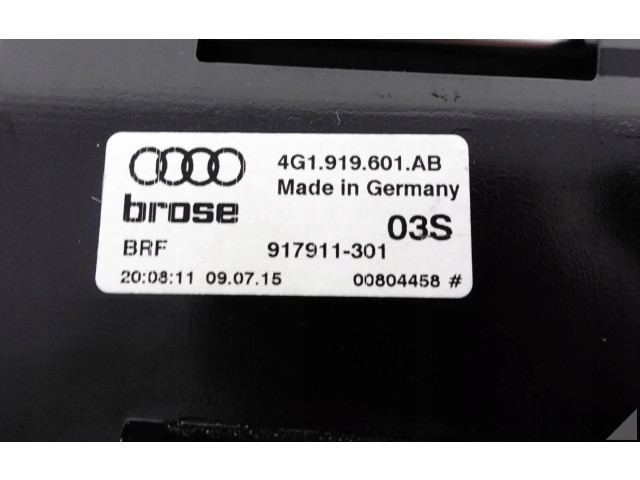 4G1.919.601.AB
Made in Germany
brose
03S
BRF 917911-301
20:08:11 09.07.15 00804458 #